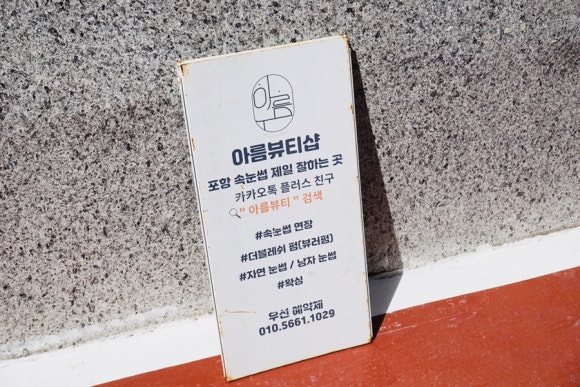 아름
아름뷰티샵
포항 속눈썹 제일 잘하는 곳
카카오톡 플러스 친구
"아름뷰티" 검색
#속눈썹 연장
#더블레쉬 펌(뷰러펌)
#자연 눈썹 / 남자 눈썹
#왁싱
우선 예약제
010.5661.1029